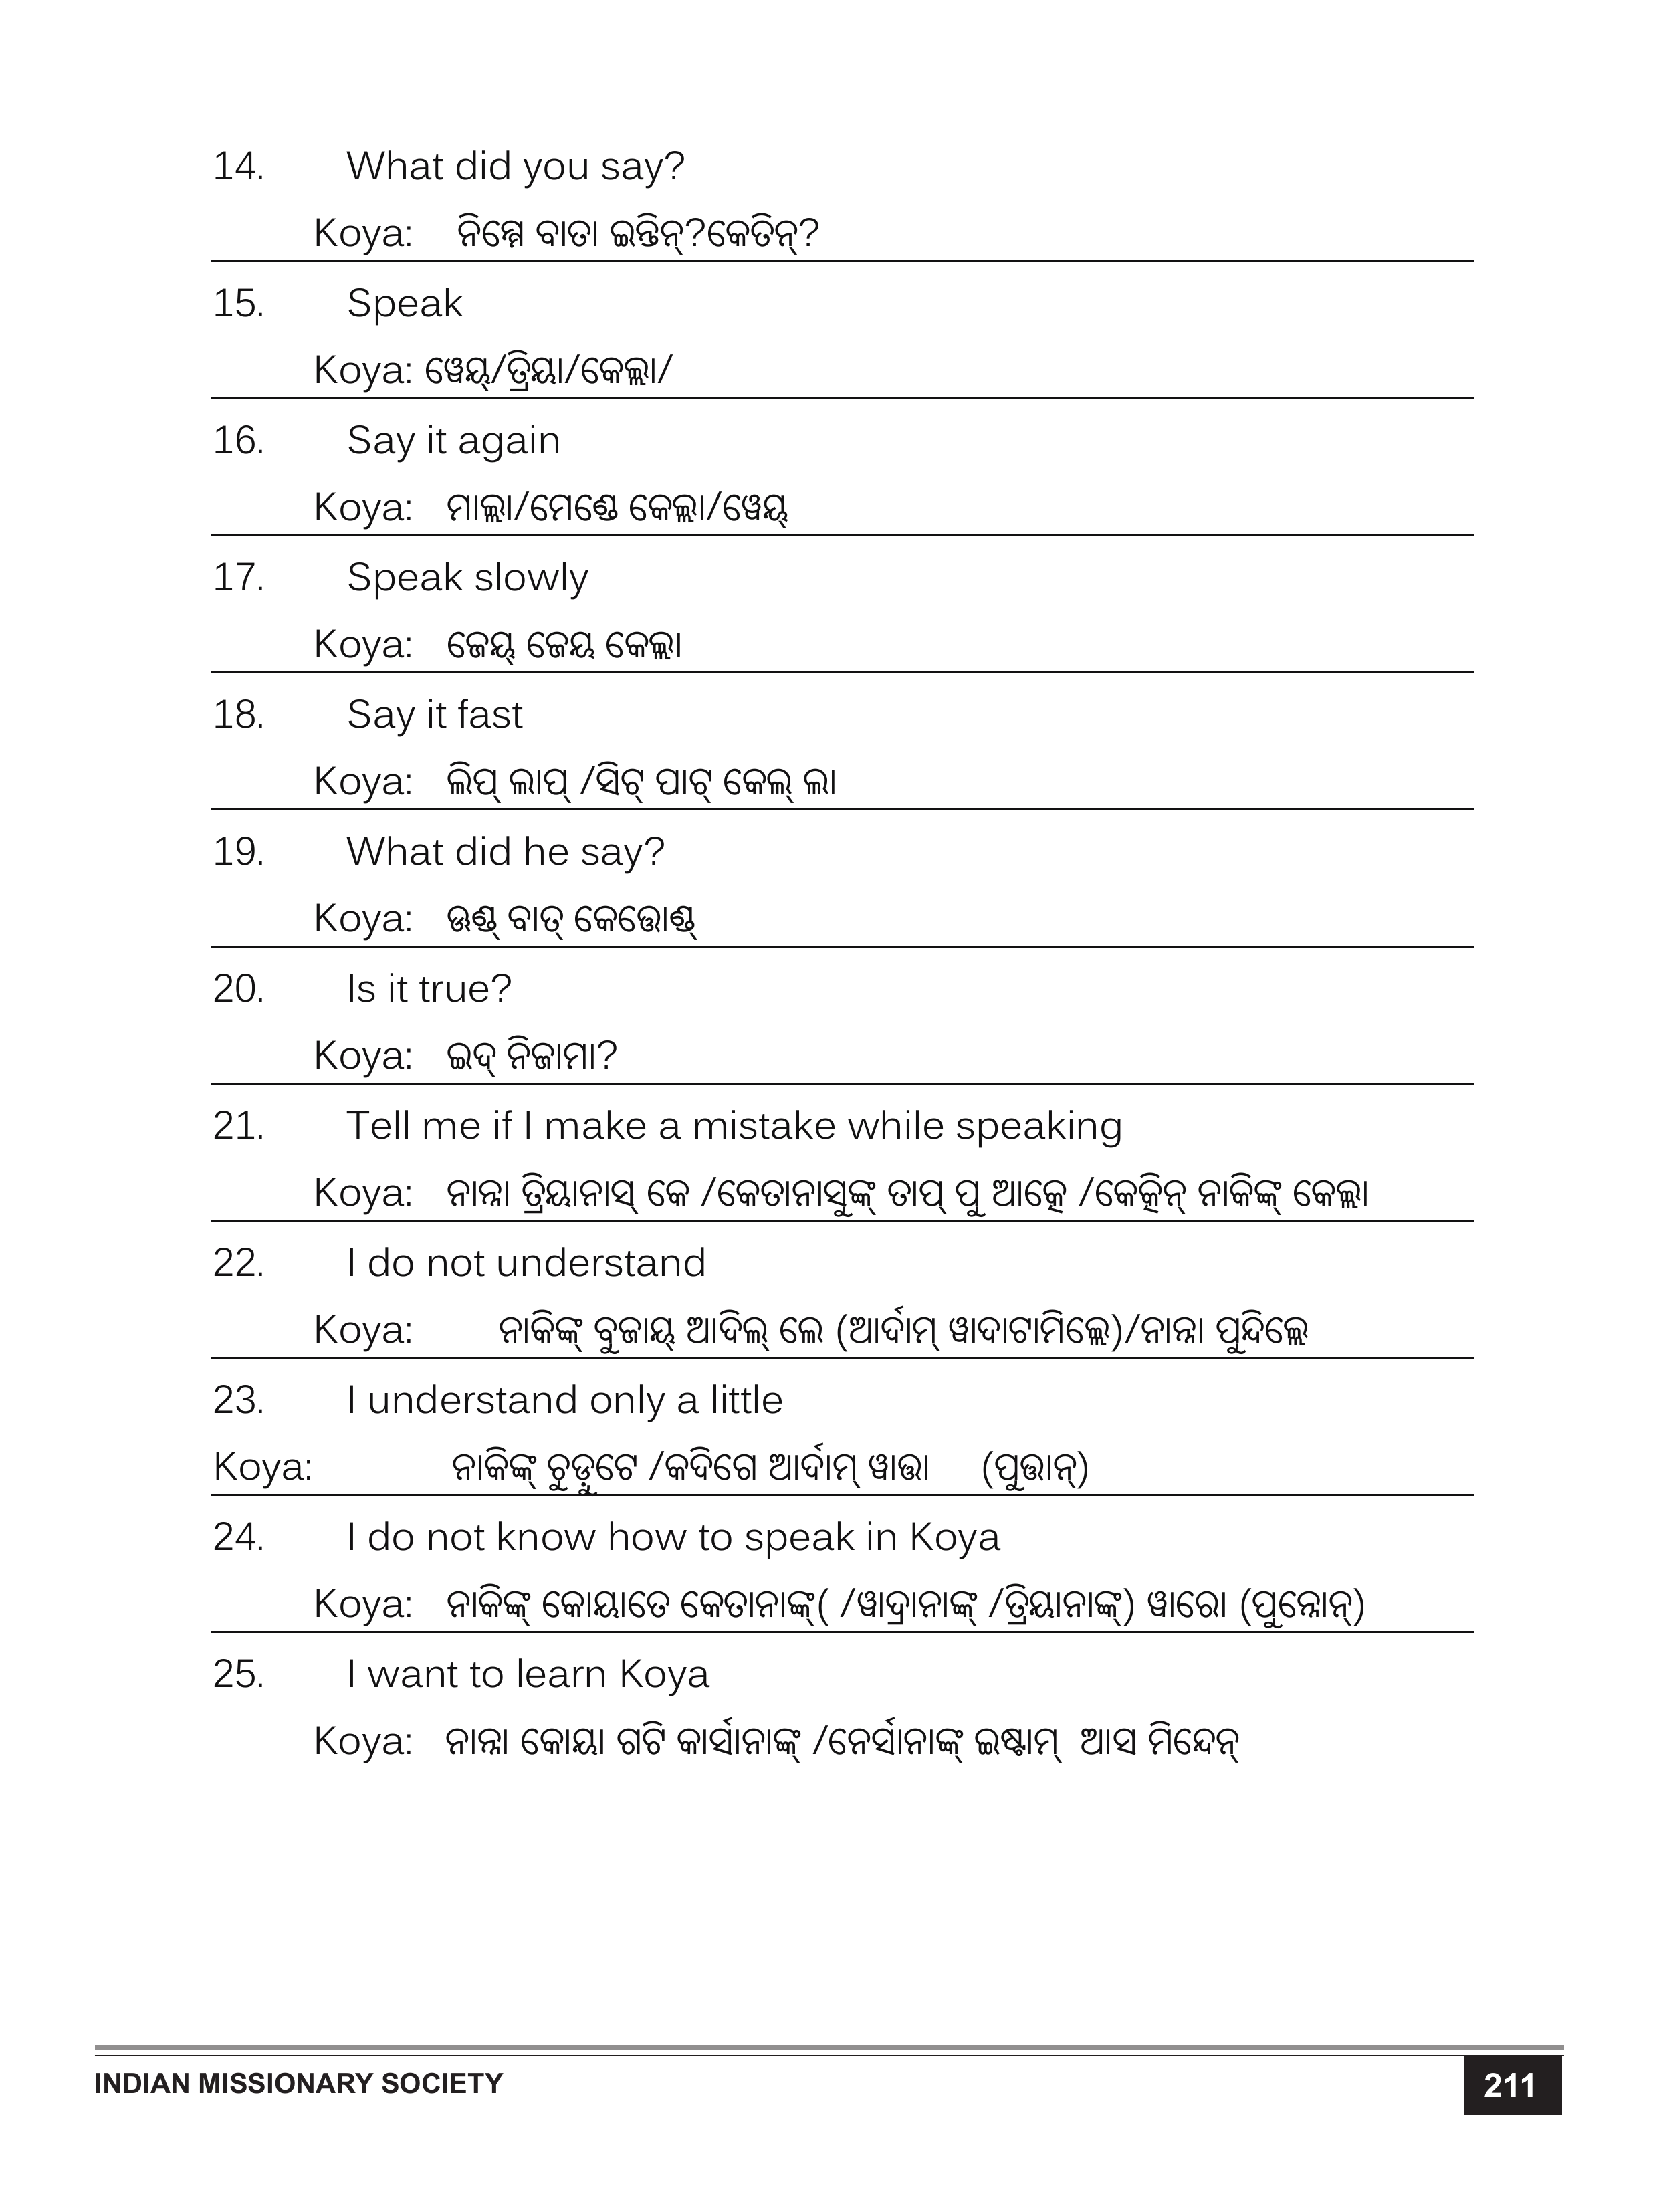 14. What did you say?
Koya: ନିମ୍ମେ ବାତା ଇନ୍ତିନ୍?କେତିନ୍?
15. Speak
Koya: ୱେୟ୍/ତ୍ରିୟା/କେଲ୍ଲା/
16. Say it again
Koya: ମାଲ୍ଲା/ମେଣ୍ଡେ କେଲ୍ଲା/ୱେୟ୍
17. Speak slowly
Koya: ଜେୟ୍ ଜେୟ କେଲ୍ଲା
18. Say it fast
Koya: ଲିପ୍ ଲାପ୍ /ସିଟ୍ ପାଟ୍ କେଲ୍ ଲା
19. What did he say?
Koya: ଊଣ୍ଡ୍ ବାତ୍ କେତ୍ତୋଣ୍ଡ୍
20. Is it true?
Koya: ଇଦ୍ ନିଜାମା?
21. Tell me if I make a mistake while speaking
Koya: ନାନ୍ନା ତ୍ରିୟାନାସ୍ କେ /କେତାନାସୁଙ୍କ୍ ତାପ୍ ପୁ ଆତ୍କେ /କେତ୍କିନ୍ ନାକିଙ୍କ୍ କେଲ୍ଲା
22. I do not understand
Koya: ନାକିଙ୍କ୍ ବୁଜାୟ୍ ଆଦିଲ୍ ଲେ (ଆର୍ଦାମ୍ ୱାଦାଟାମିଲ୍ଲେ)/ନାନ୍ନା ପୁନ୍ଦିଲ୍ଲେ
23. I understand only a little
Koya: ନାକିଙ୍କ୍ ଚୁଡ଼ୁଟେ /କଦିଗେ ଆର୍ଦାମ୍ ୱାତ୍ତା (ପୁତ୍ତାନ୍)
24. I do not know how to speak in Koya
Koya: ନାକିଙ୍କ୍ କୋୟାତେ କେତାନାଙ୍କ୍( /ୱାଦ୍ରାନାଙ୍କ୍ /ତ୍ରିୟାନାଙ୍କ୍) ୱାରୋ (ପୁନ୍ନୋନ୍)
25. I want to learn Koya
Koya: ନାନ୍ନା କୋୟା ଗଟି କାର୍ସାନାଙ୍କ୍ /ନେର୍ସାନାଙ୍କ୍ ଇଷ୍ଟାମ୍ ଆସ ମିନ୍ଦେନ୍
INDIAN MISSIONARY SOCIETY
211